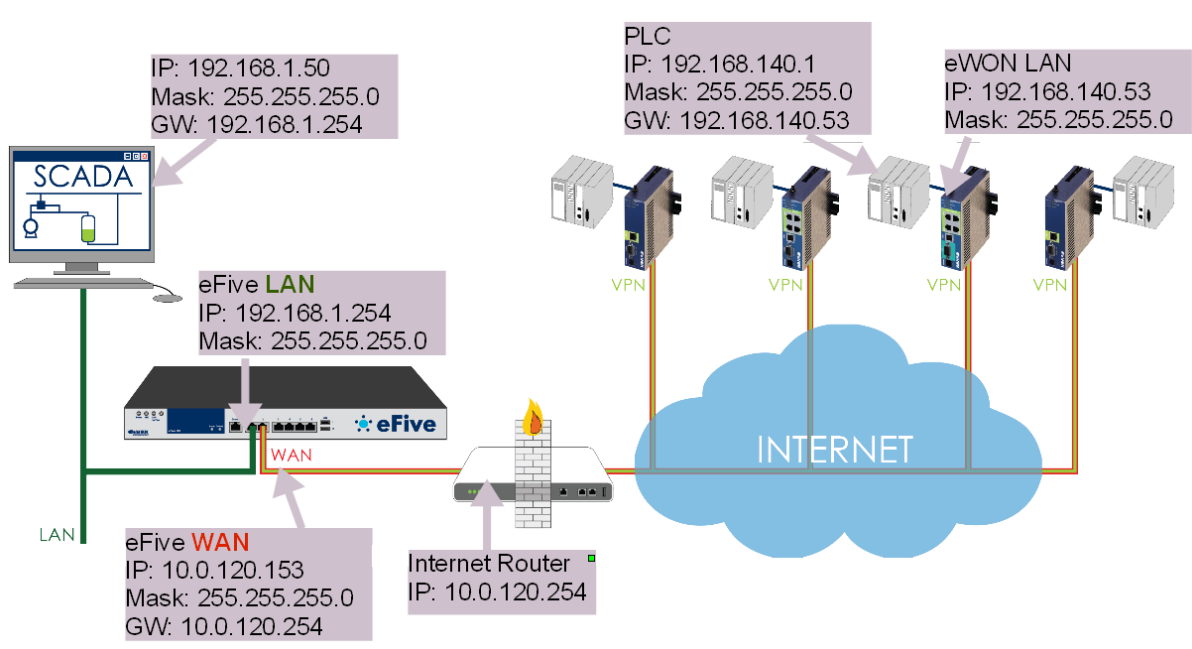 PLC
IP: 192.168.140.1
Mask: 255.255.255.0
GW: 192.168.140.53
eWON LAN
IP: 192.168.140.53
Mask: 255.255.255.0
IP: 192.168.1.50
Mask: 255.255.255.0
GW: 192.168.1.254
SCADA
VPN
VPN
VPN
VPN
eFive LAN
IP: 192.168.1.254
Mask: 255.255.255.0
eFive
WAN
INTERNET
LAN
eFive WAN
IP: 10.0.120.153
Mask: 255.255.255.0
GW: 10.0.120.254
Internet Router
IP: 10.0.120.254